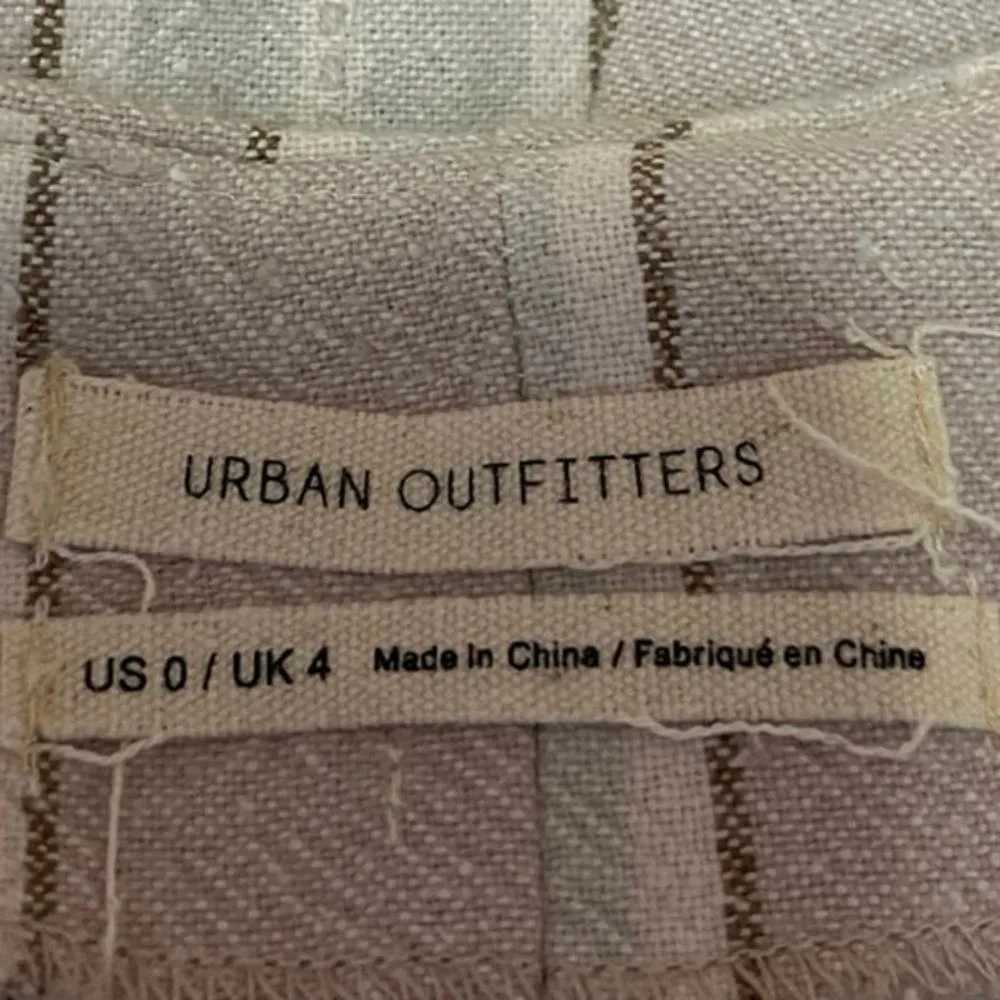 URBAN OUTFITTERS
US 0 / UK 4 Made In China / Fabriqué en Chine